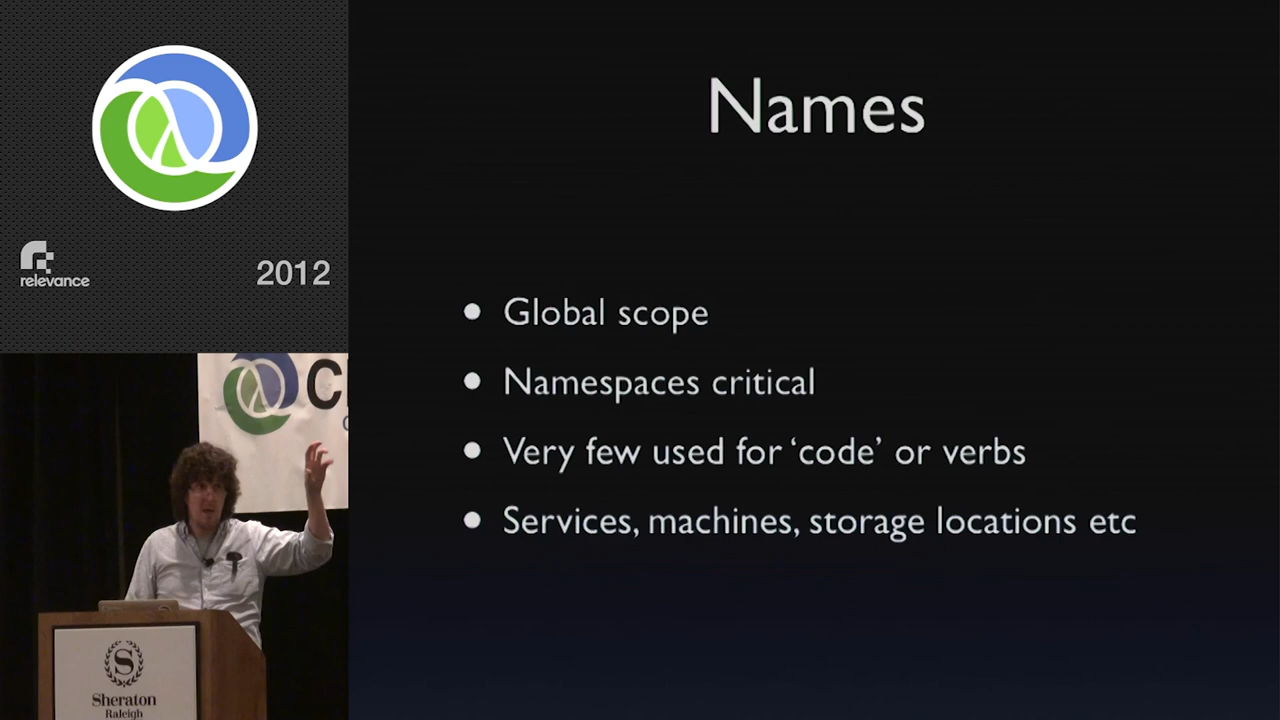 relevance
2012
Names
• Global scope
• Namespaces critical
• Very few used for ‘code’ or verbs
• Services, machines, storage locations etc
Cl
S
Sheraton
Raleigh